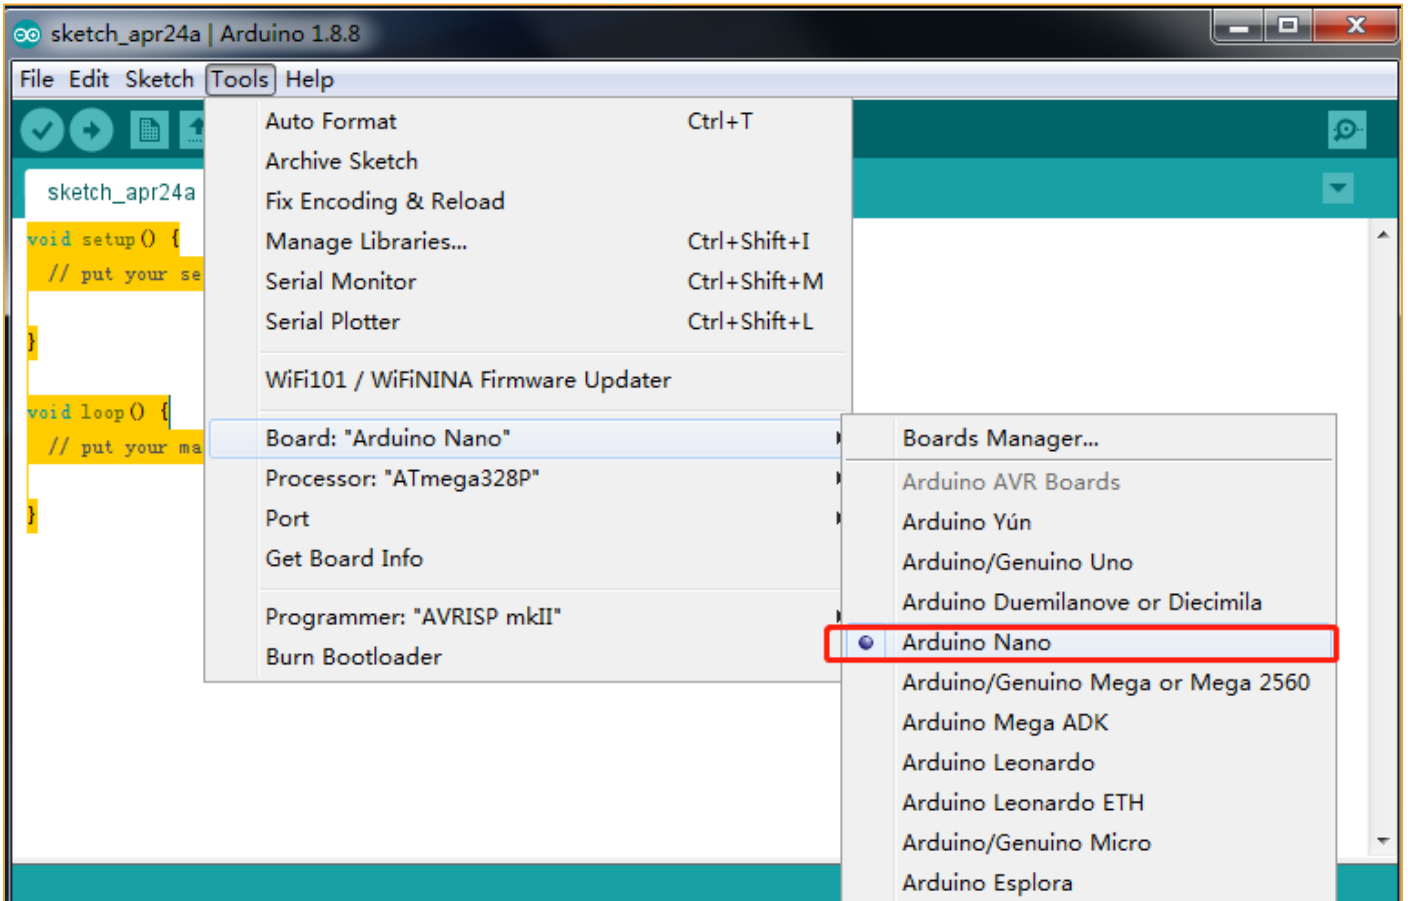 sketch_apr24a | Arduino 1.8.8
File Edit Sketch Tools Help
sketch_apr24a
void setup() {
// put your se
}
void loop() {
// put your ma
}
Auto Format Ctrl+T
Archive Sketch
Fix Encoding & Reload
Manage Libraries... Ctrl+Shift+I
Serial Monitor Ctrl+Shift+M
Serial Plotter Ctrl+Shift+L
WiFi101 / WiFiNINA Firmware Updater
Board: "Arduino Nano"
Processor: "ATmega328P"
Port
Get Board Info
Programmer: "AVRISP mkII"
Burn Bootloader
Boards Manager...
Arduino AVR Boards
Arduino Yún
Arduino/Genuino Uno
Arduino Duemilanove or Diecimila
Arduino Nano
Arduino/Genuino Mega or Mega 2560
Arduino Mega ADK
Arduino Leonardo
Arduino Leonardo ETH
Arduino/Genuino Micro
Arduino Esplora